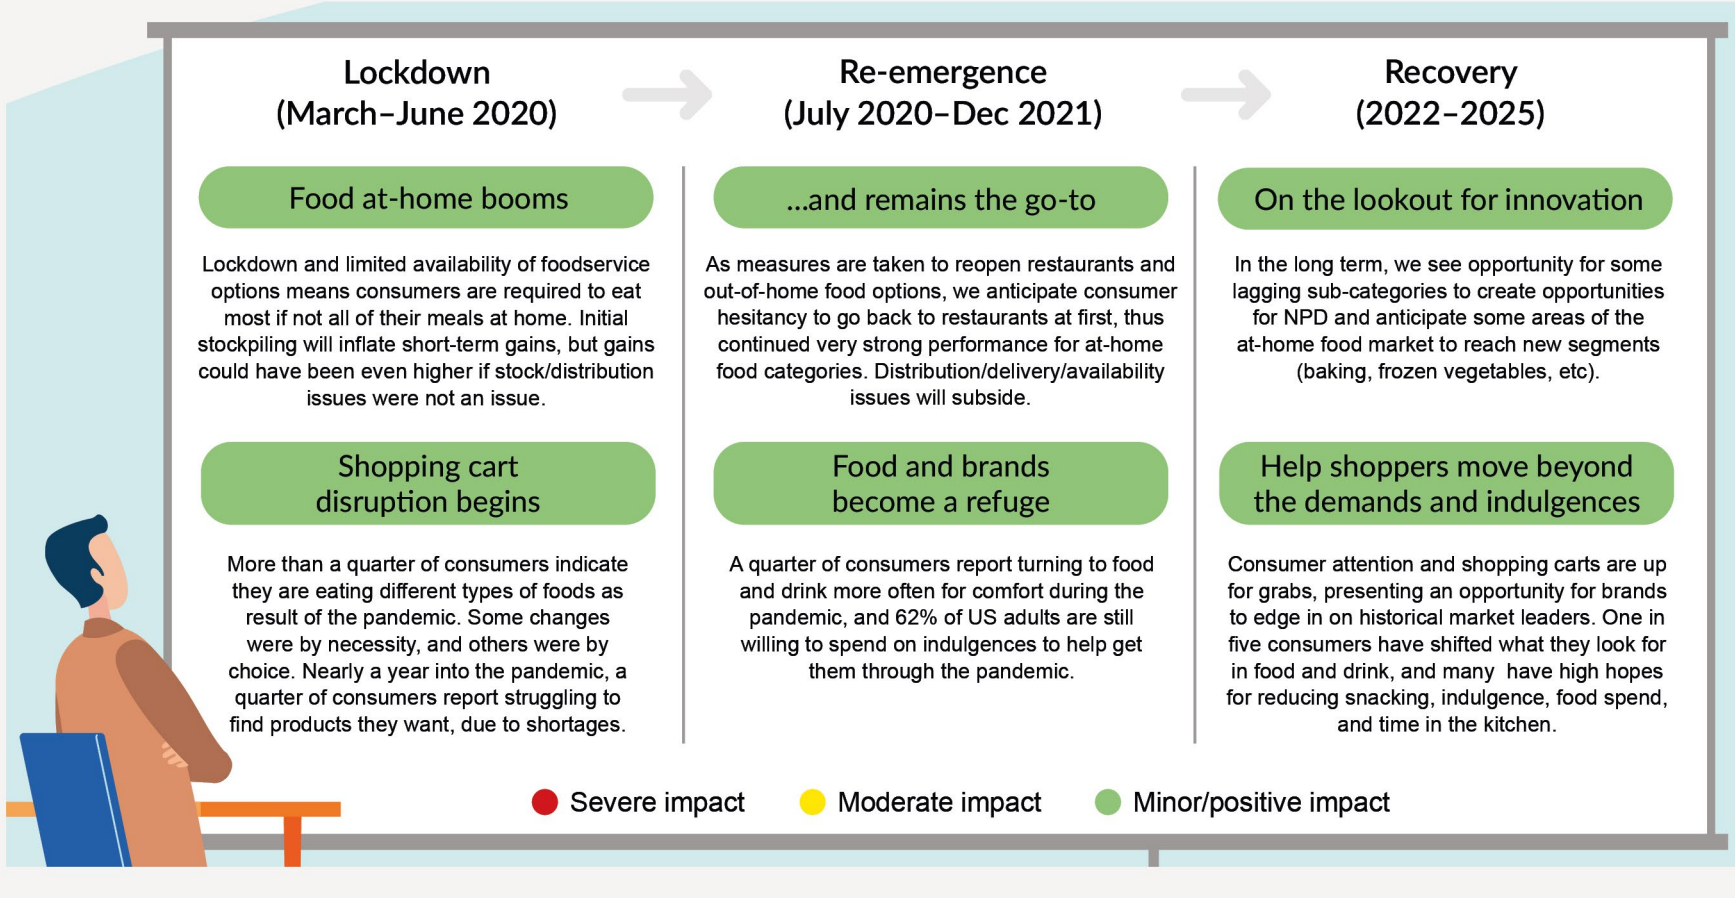 Lockdown
(March–June 2020)
Re-emergence
(July 2020–Dec 2021)
Recovery
(2022–2025)
Food at-home booms
Lockdown and limited availability of foodservice
options means consumers are required to eat
most if not all of their meals at home. Initial
stockpiling will inflate short-term gains, but gains
could have been even higher if stock/distribution
issues were not an issue.
Shopping cart
disruption begins
More than a quarter of consumers indicate
they are eating different types of foods as
result of the pandemic. Some changes
were by necessity, and others were by
choice. Nearly a year into the pandemic, a
quarter of consumers report struggling to
find products they want, due to shortages.
...and remains the go-to
As measures are taken to reopen restaurants and
out-of-home food options, we anticipate consumer
hesitancy to go back to restaurants at first, thus
continued very strong performance for at-home
food categories. Distribution/delivery/availability
issues will subside.
Food and brands
become a refuge
A quarter of consumers report turning to food
and drink more often for comfort during the
pandemic, and 62% of US adults are still
willing to spend on indulgences to help get
them through the pandemic.
On the lookout for innovation
In the long term, we see opportunity for some
lagging sub-categories to create opportunities
for NPD and anticipate some areas of the
at-home food market to reach new segments
(baking, frozen vegetables, etc).
Help shoppers move beyond
the demands and indulgences
Consumer attention and shopping carts are up
for grabs, presenting an opportunity for brands
to edge in on historical market leaders. One in
five consumers have shifted what they look for
in food and drink, and many have high hopes
for reducing snacking, indulgence, food spend,
and time in the kitchen.
Severe impact
Moderate impact
Minor/positive impact